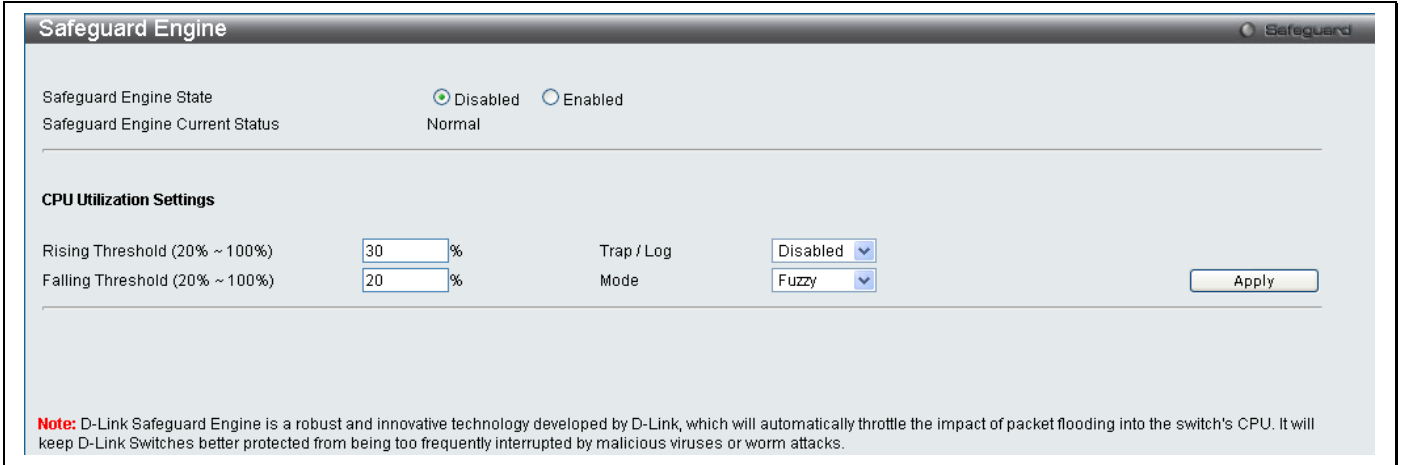 Safeguard Engine
Safeguard
Safeguard Engine State Disabled Enabled
Safeguard Engine Current Status Normal
CPU Utilization Settings
Rising Threshold (20% ~ 100%) 30 % Trap / Log Disabled
Falling Threshold (20% ~ 100%) 20 % Mode Fuzzy Apply
Note: D-Link Safeguard Engine is a robust and innovative technology developed by D-Link, which will automatically throttle the impact of packet flooding into the switch's CPU. It will
keep D-Link Switches better protected from being too frequently interrupted by malicious viruses or worm attacks.